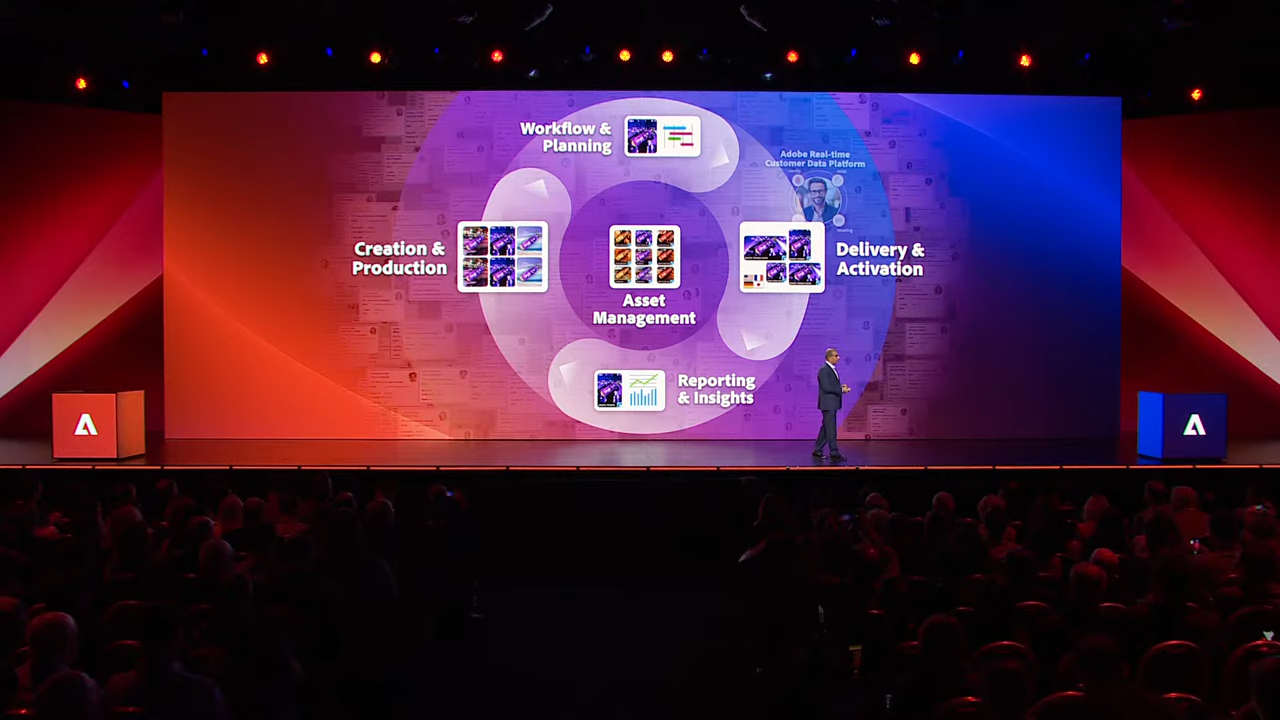 Workflow &
Planning
Adobe Real-time
Customer Data Platform
Creation &
Production
Delivery &
Activation
Asset
Management
Reporting
& Insights